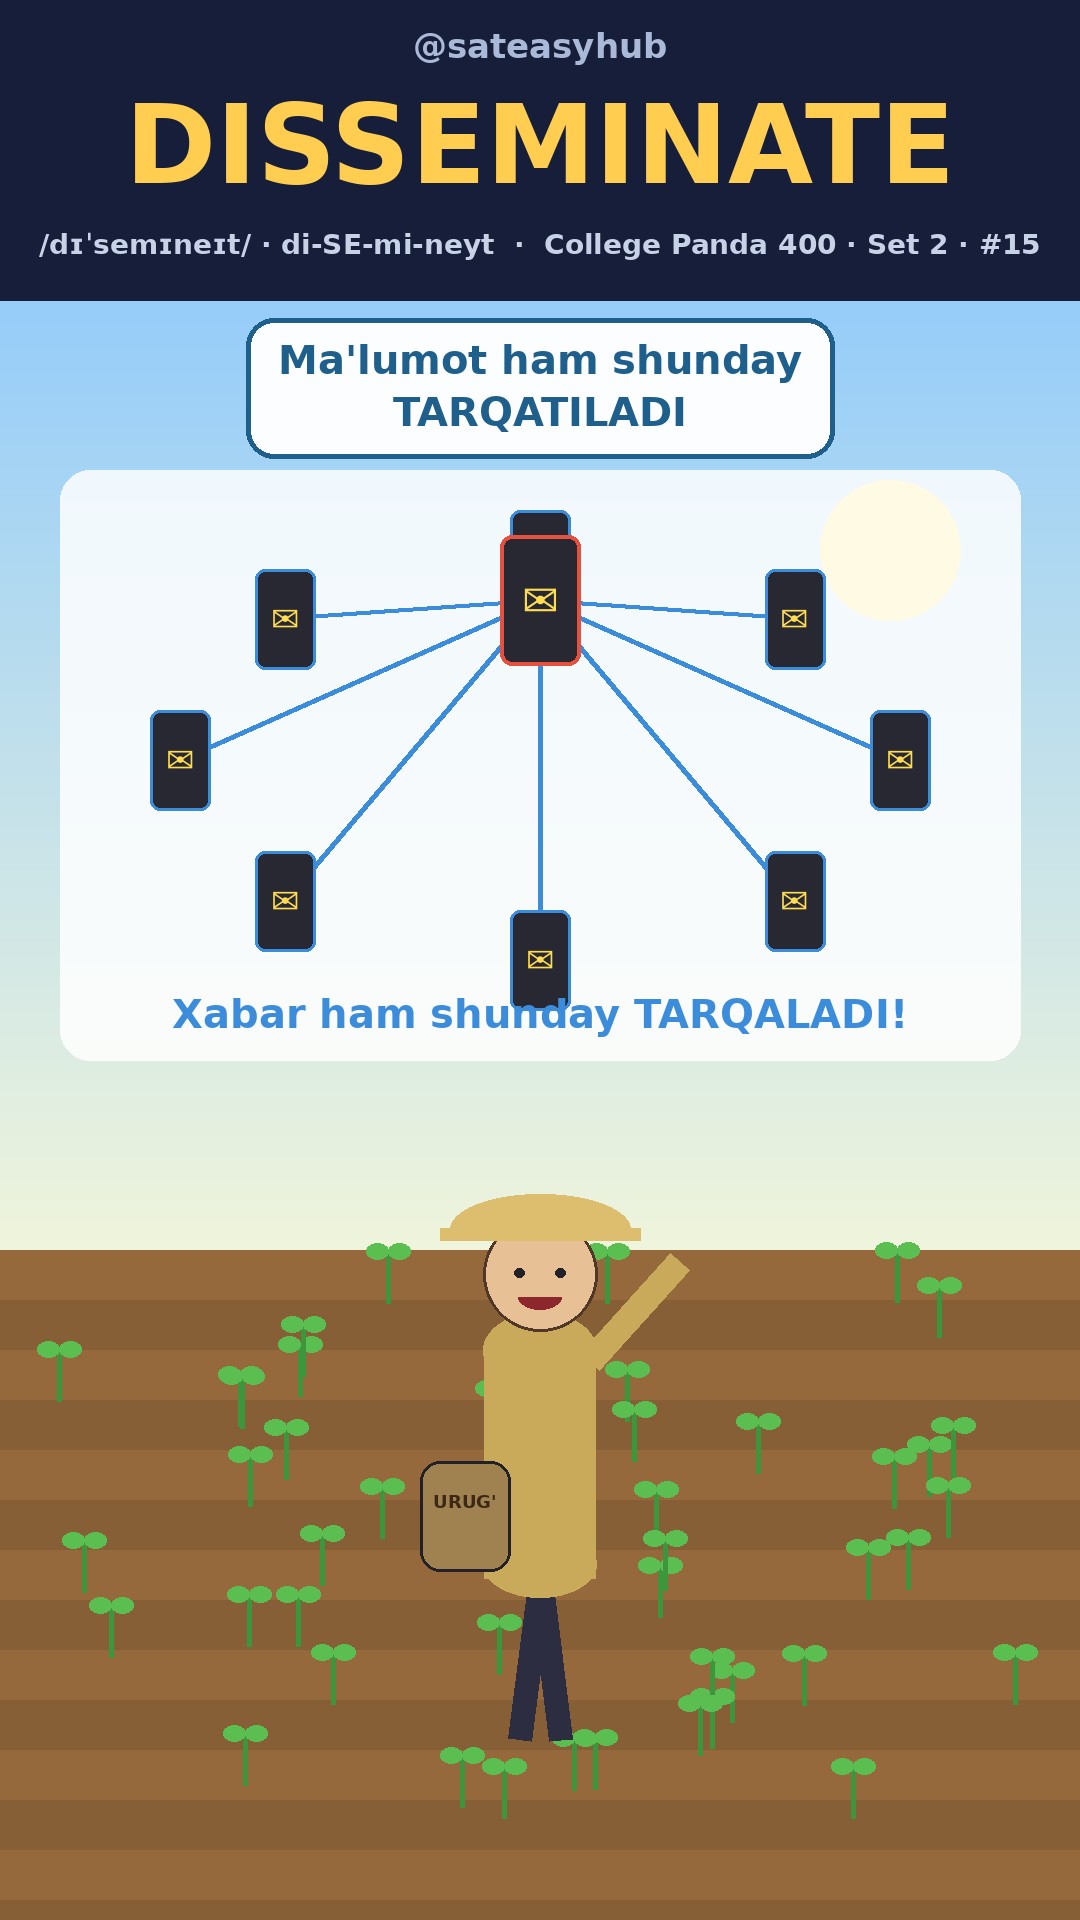 @sateasyhub
DISSEMINATE
/dɪˈsemɪneɪt/ · di-SE-mi-neyt · College Panda 400 · Set 2 · #15
Ma'lumot ham shunday
TARQATILADI
Xabar ham shunday TARQALADI!
URUG'